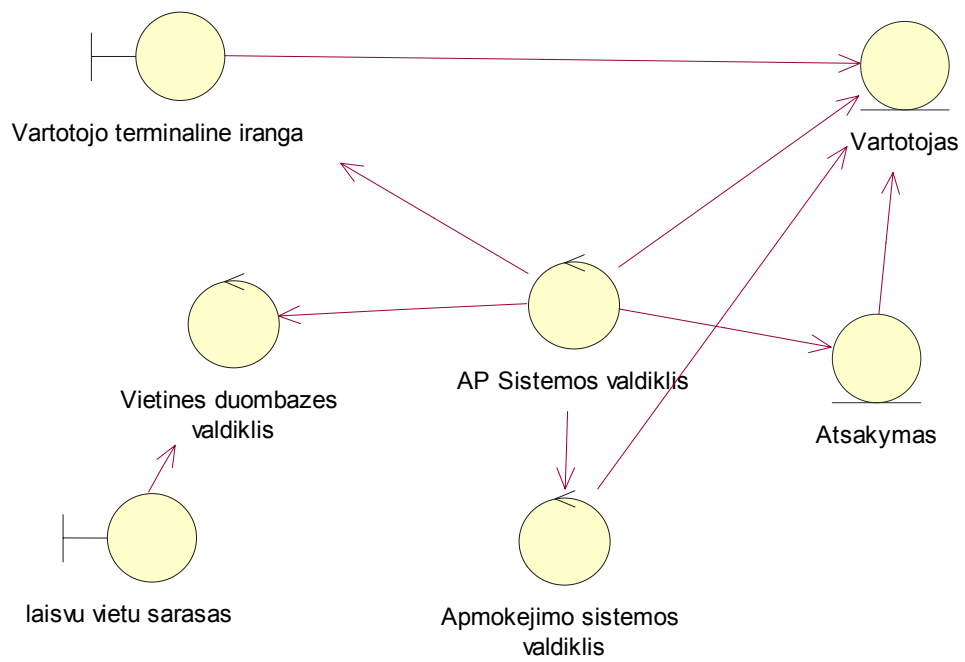 Vartotojo terminaline iranga
Vartotojas
AP Sistemos valdiklis
Vietines duombazes
valdiklis
Atsakymas
laisvu vietu sarasas
Apmokejimo sistemos
valdiklis